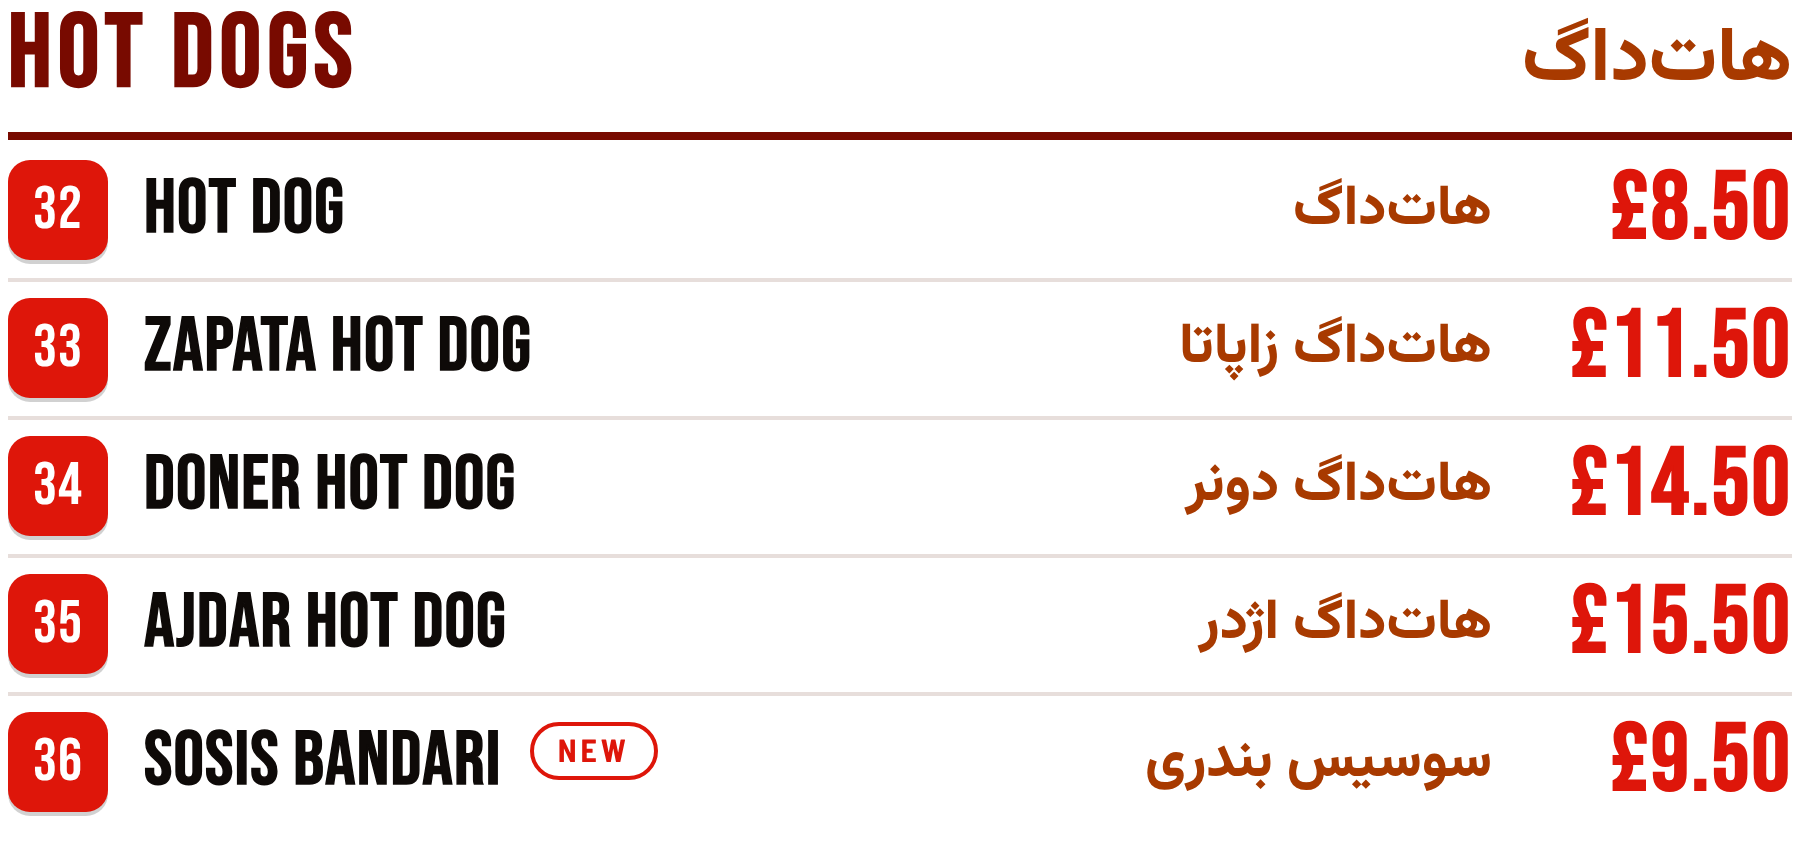 HOT DOGS هات‌داگ
32 HOT DOG هات‌داگ £8.50
33 ZAPATA HOT DOG هات‌داگ زاپاتا £11.50
34 DONER HOT DOG هات‌داگ دونر £14.50
35 AJDAR HOT DOG هات‌داگ اژدر £15.50
36 SOSIS BANDARI NEW سوسیس بندری £9.50